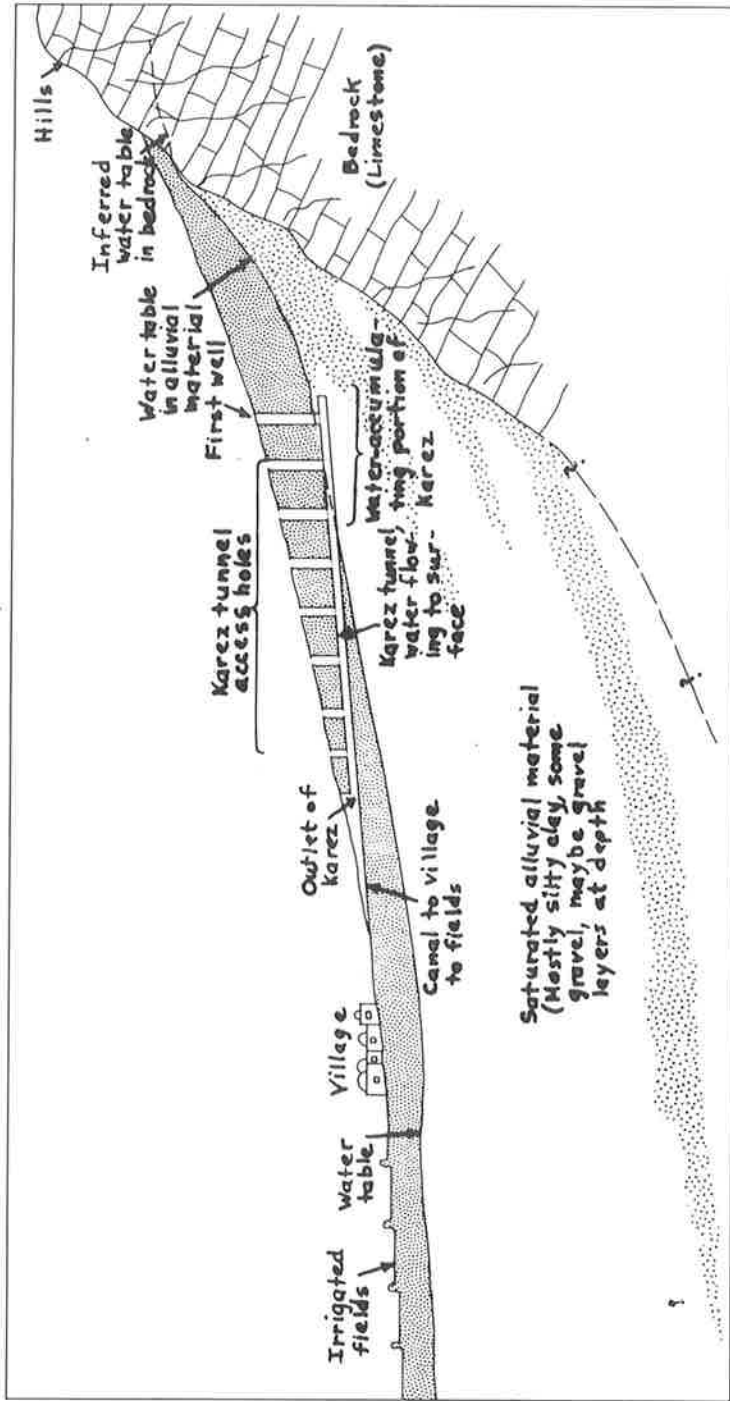 Hills
Inferred
water table
in bedrock
Water table
in alluvial
material
First well
Karez tunnel
access holes
Outlet of
Karez
Village
Water
table
Irrigated
fields
Bedrock
(Limestone)
Water-accumula-
ting portion of
Karez
Karez tunnel,
water flow-
ing to sur-
face
Canal to village
to fields
Saturated alluvial material
(Mostly silty clay, some
gravel, maybe gravel
layers at depth
?
?
?
?